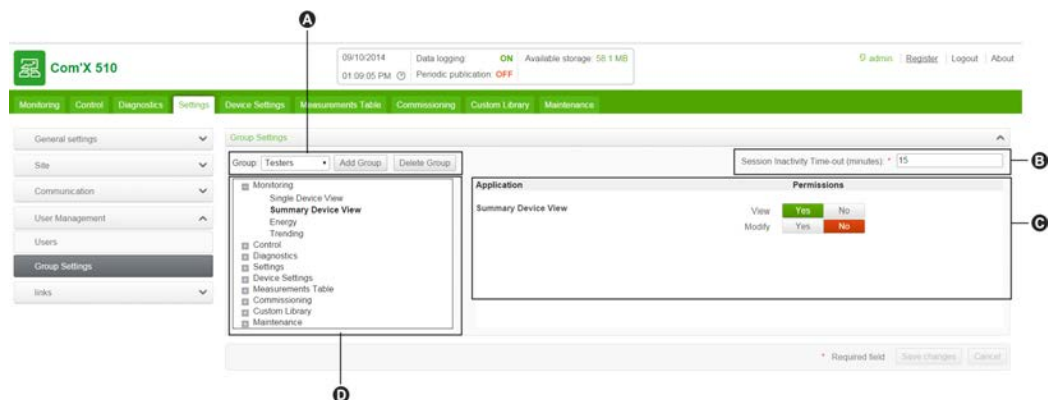 A
Com'X 510
09/10/2014 Data logging: ON Available storage: 58.1 MB
01:09:05 PM Periodic publication: OFF
admin Register Logout About
Monitoring Control Diagnostics Settings Device Settings Measurements Table Commissioning Custom Library Maintenance
General settings
Site
Communication
User Management
Users
Group Settings
links
Group Settings
Group: Testers Add Group Delete Group
Session Inactivity Time-out (minutes): * 15
B
Monitoring
Single Device View
Summary Device View
Energy
Trending
Control
Diagnostics
Settings
Device Settings
Measurements Table
Commissioning
Custom Library
Maintenance
Application Permissions
Summary Device View
View Yes No
Modify Yes No
C
* Required field Save changes Cancel
D